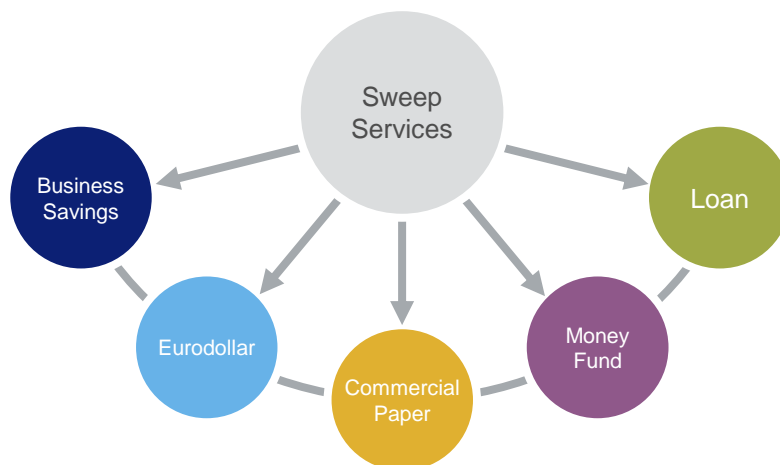 Sweep
Services
Business
Savings
Loan
Eurodollar
Money
Fund
Commercial
Paper